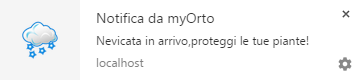 Notifica da myOrto
Nevicata in arrivo,proteggi le tue piante!
localhost